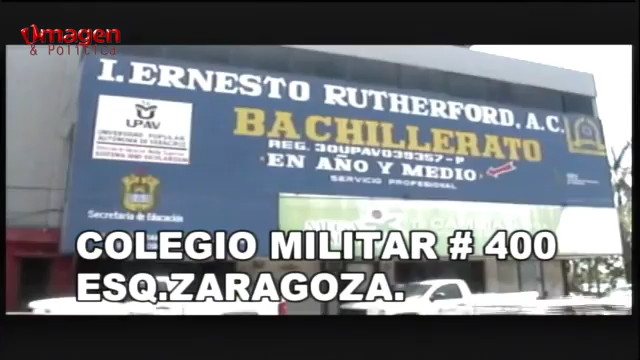 Imagen
& Política
I. ERNESTO RUTHERFORD, A.C.
BACHILLERATO
REG. 30UPAV039357-P
EN AÑO Y MEDIO
SERVICIO PROFESIONAL
UPAV
UNIVERSIDAD POPULAR
AUTÓNOMA DE VERACRUZ
Secretaría de Educación
COLEGIO MILITAR # 400
ESQ.ZARAGOZA.